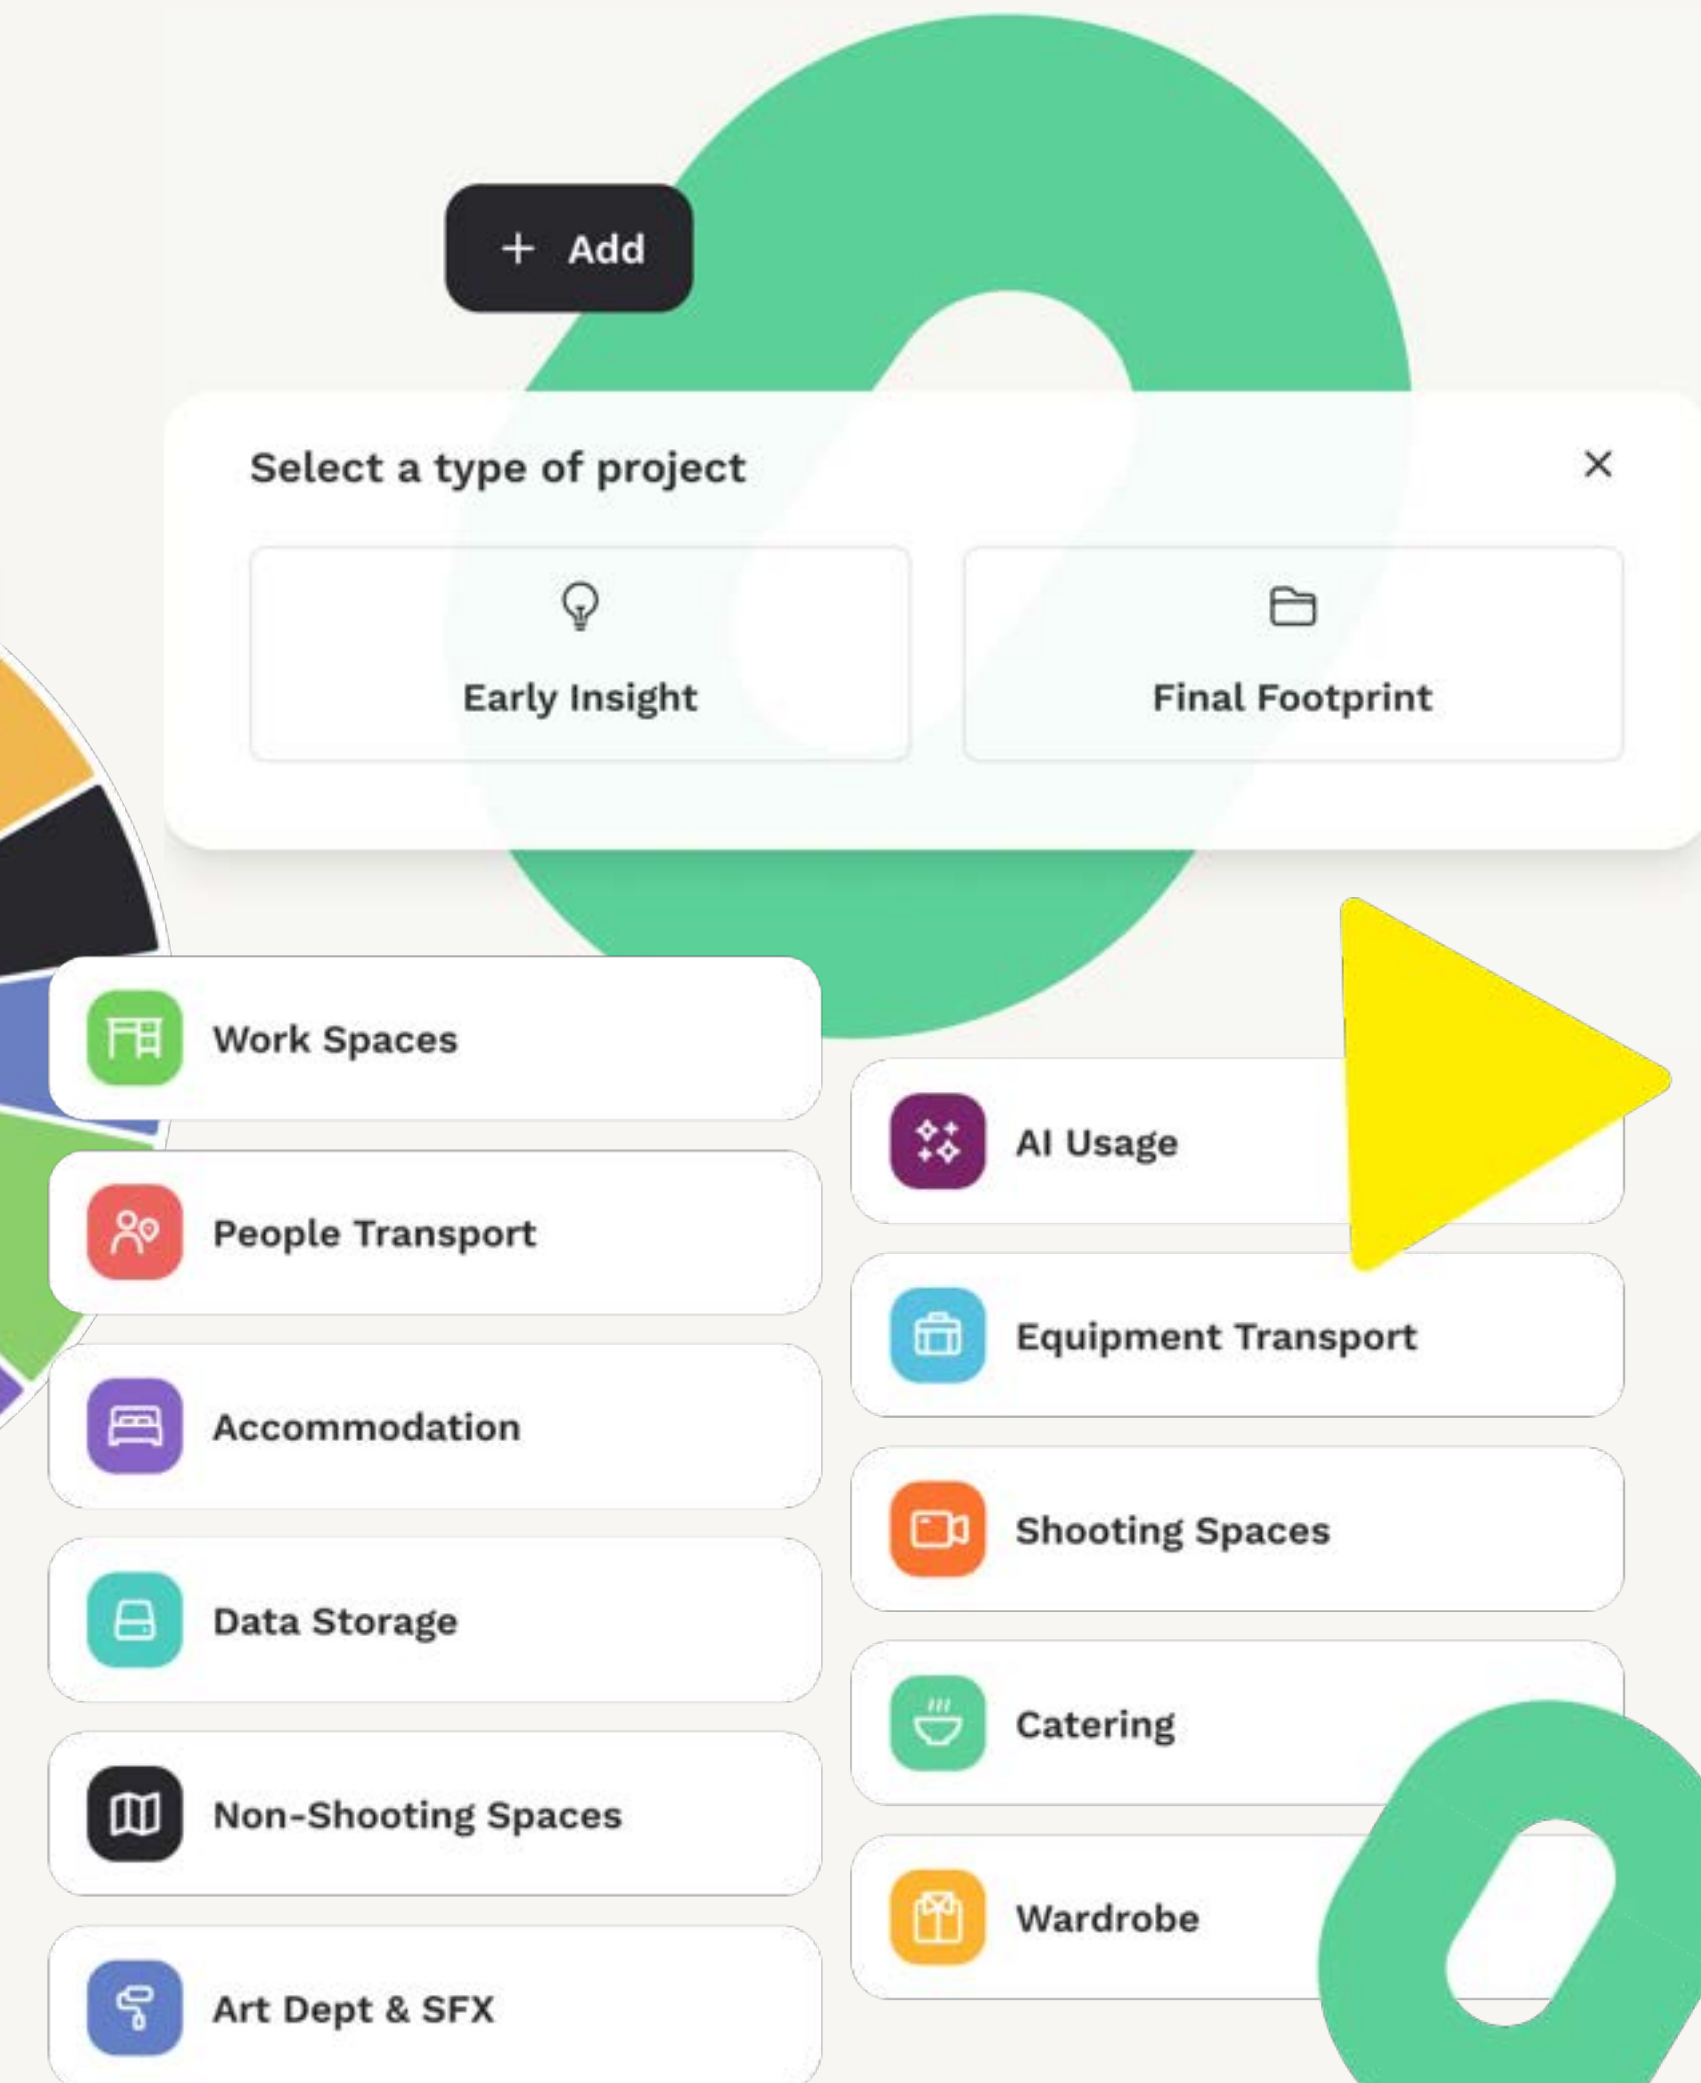 + Add
Select a type of project
Early Insight
Final Footprint
Work Spaces
People Transport
Accommodation
Data Storage
Non-Shooting Spaces
Art Dept & SFX
AI Usage
Equipment Transport
Shooting Spaces
Catering
Wardrobe